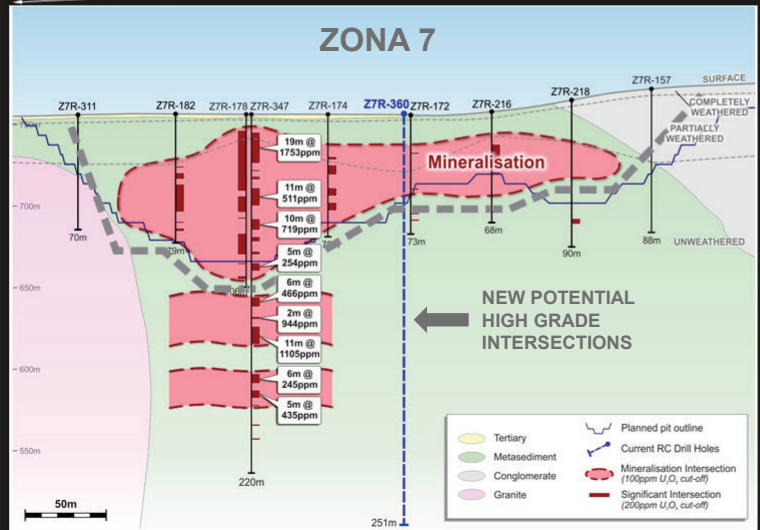 ZONA 7
Z7R-311
Z7R-182
Z7R-178
Z7R-347
Z7R-174
Z7R-360
Z7R-172
Z7R-216
Z7R-218
Z7R-157
SURFACE
COMPLETELY
WEATHERED
PARTIALLY
WEATHERED
UNWEATHERED
Mineralisation
19m @
1753ppm
11m @
511ppm
10m @
719ppm
5m @
254ppm
6m @
466ppm
2m @
944ppm
11m @
1105ppm
6m @
245ppm
5m @
435ppm
700m
650m
600m
550m
70m
79m
73m
68m
90m
88m
220m
251m
NEW POTENTIAL
HIGH GRADE
INTERSECTIONS
50m
Tertiary
Metasediment
Conglomerate
Granite
Planned pit outline
Current RC Drill Holes
Mineralisation Intersection
(100ppm U₃O₈ cut-off)
Significant Intersection
(200ppm U₃O₈ cut-off)